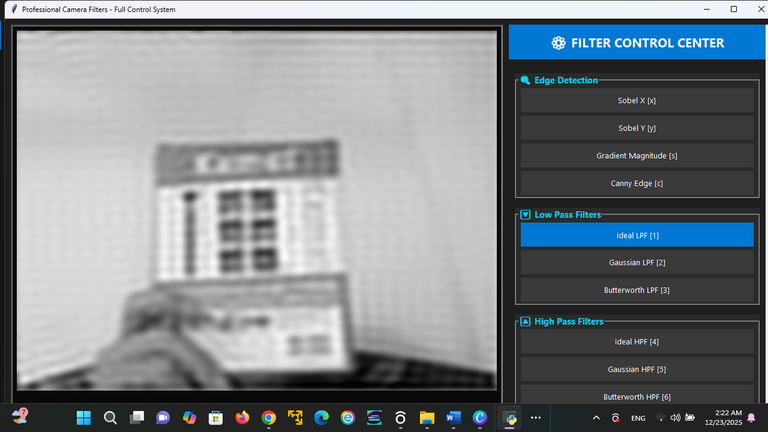 Professional Camera Filters - Full Control System
FILTER CONTROL CENTER
Edge Detection
Sobel X [x]
Sobel Y [y]
Gradient Magnitude [s]
Canny Edge [c]
Low Pass Filters
Ideal LPF [1]
Gaussian LPF [2]
Butterworth LPF [3]
High Pass Filters
Ideal HPF [4]
Gaussian HPF [5]
Butterworth HPF [6]
ENG
2:22 AM
12/23/2025